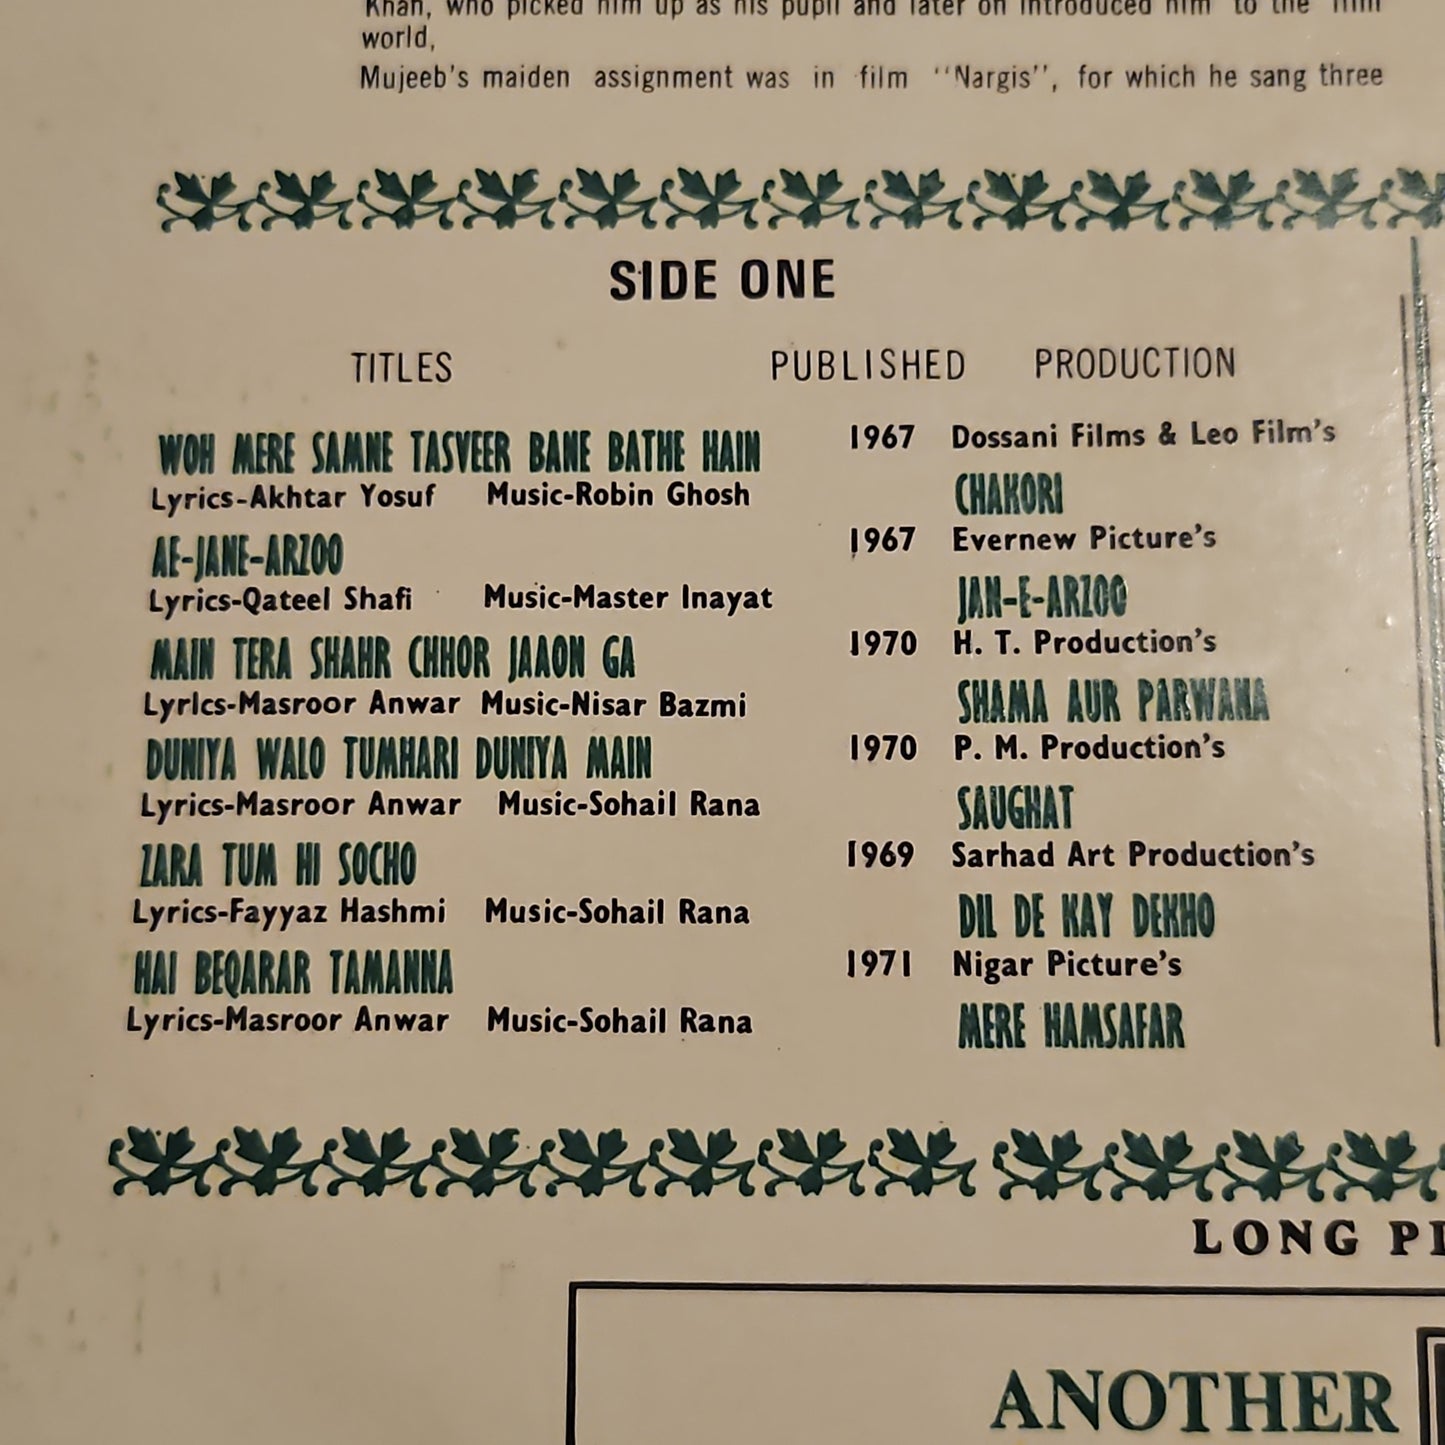 Khan, who picked him up as his pupil and later on introduced him to the film
world,
Mujeeb's maiden assignment was in film "Nargis", for which he sang three
SIDE ONE
TITLES PUBLISHED PRODUCTION
WOH MERE SAMNE TASVEER BANE BATHE HAIN 1967 Dossani Films & Leo Film's
Lyrics-Akhtar Yosuf Music-Robin Ghosh CHAKORI
AE-JANE-ARZOO 1967 Evernew Picture's
Lyrics-Qateel Shafi Music-Master Inayat JAN-E-ARZOO
MAIN TERA SHAHR CHHOR JAAON GA 1970 H. T. Production's
Lyrics-Masroor Anwar Music-Nisar Bazmi SHAMA AUR PARWANA
DUNIYA WALO TUMHARI DUNIYA MAIN 1970 P. M. Production's
Lyrics-Masroor Anwar Music-Sohail Rana SAUGHAT
ZARA TUM HI SOCHO 1969 Sarhad Art Production's
Lyrics-Fayyaz Hashmi Music-Sohail Rana DIL DE KAY DEKHO
HAI BEQARAR TAMANNA 1971 Nigar Picture's
Lyrics-Masroor Anwar Music-Sohail Rana MERE HAMSAFAR
LONG
ANOTHER